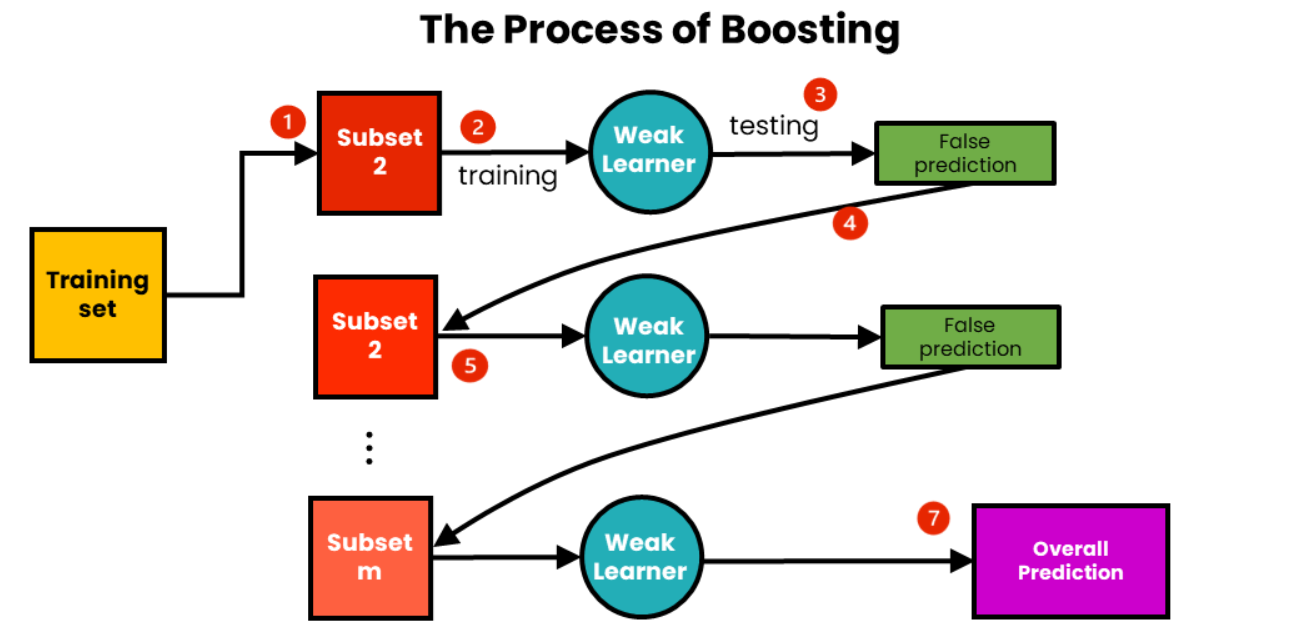 The Process of Boosting
1
Subset
2
2
training
Weak
Learner
3
testing
False
prediction
4
Training
set
Subset
2
5
Weak
Learner
False
prediction
Subset
m
Weak
Learner
7
Overall
Prediction